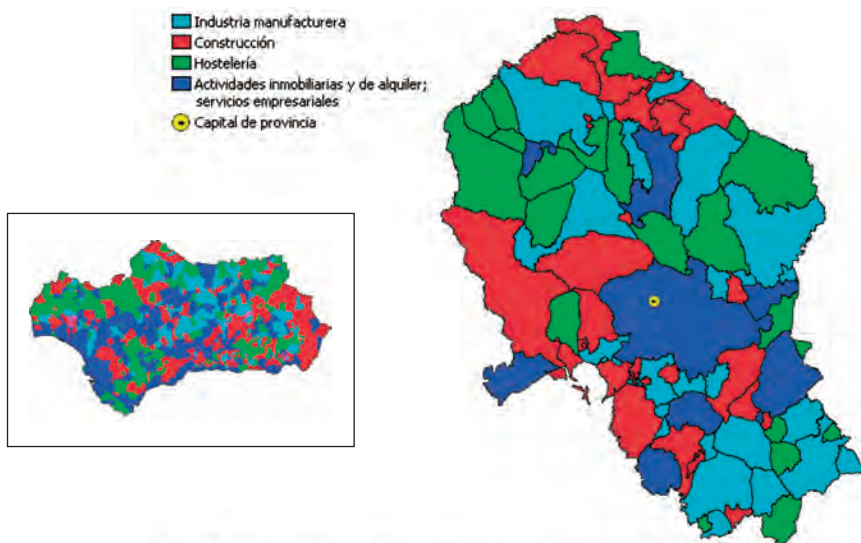 Industria manufacturera
Construcción
Hostelería
Actividades inmobiliarias y de alquiler;
servicios empresariales
Capital de provincia